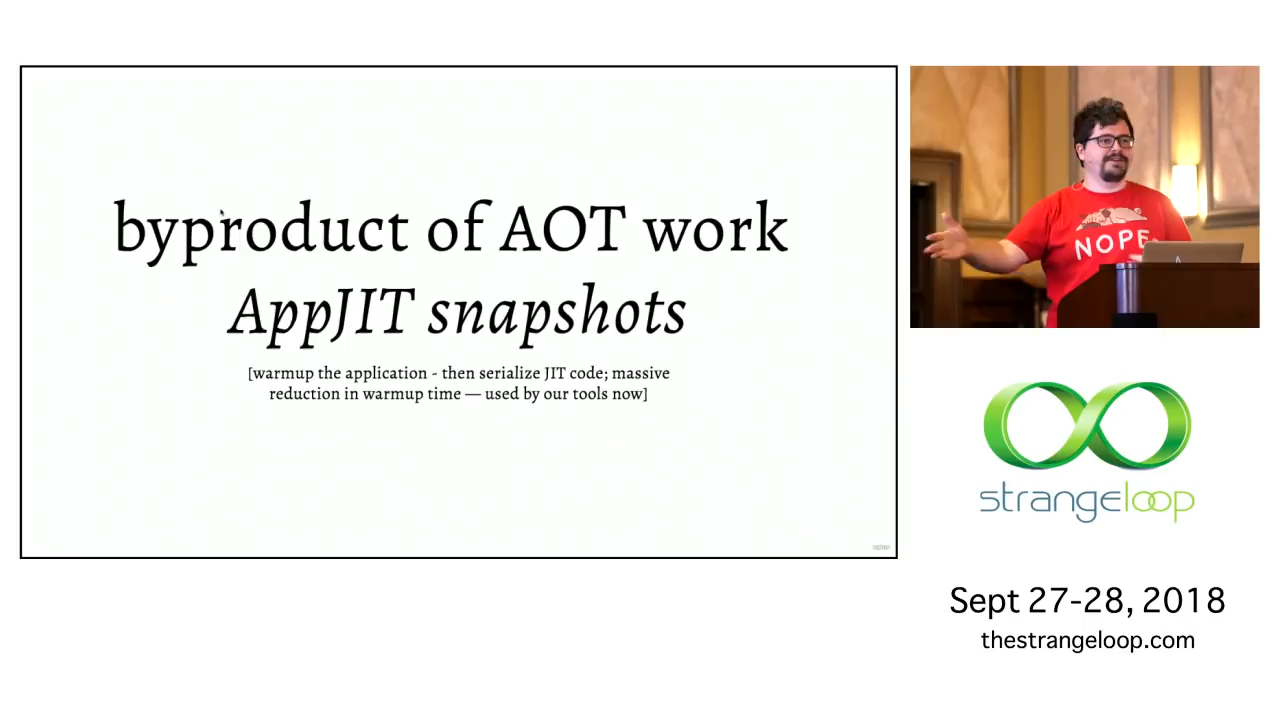 byproduct of AOT work
AppJIT snapshots
[warmup the application - then serialize JIT code; massive
reduction in warmup time — used by our tools now]
NOPE
strangeloop
Sept 27-28, 2018
thestrangeloop.com